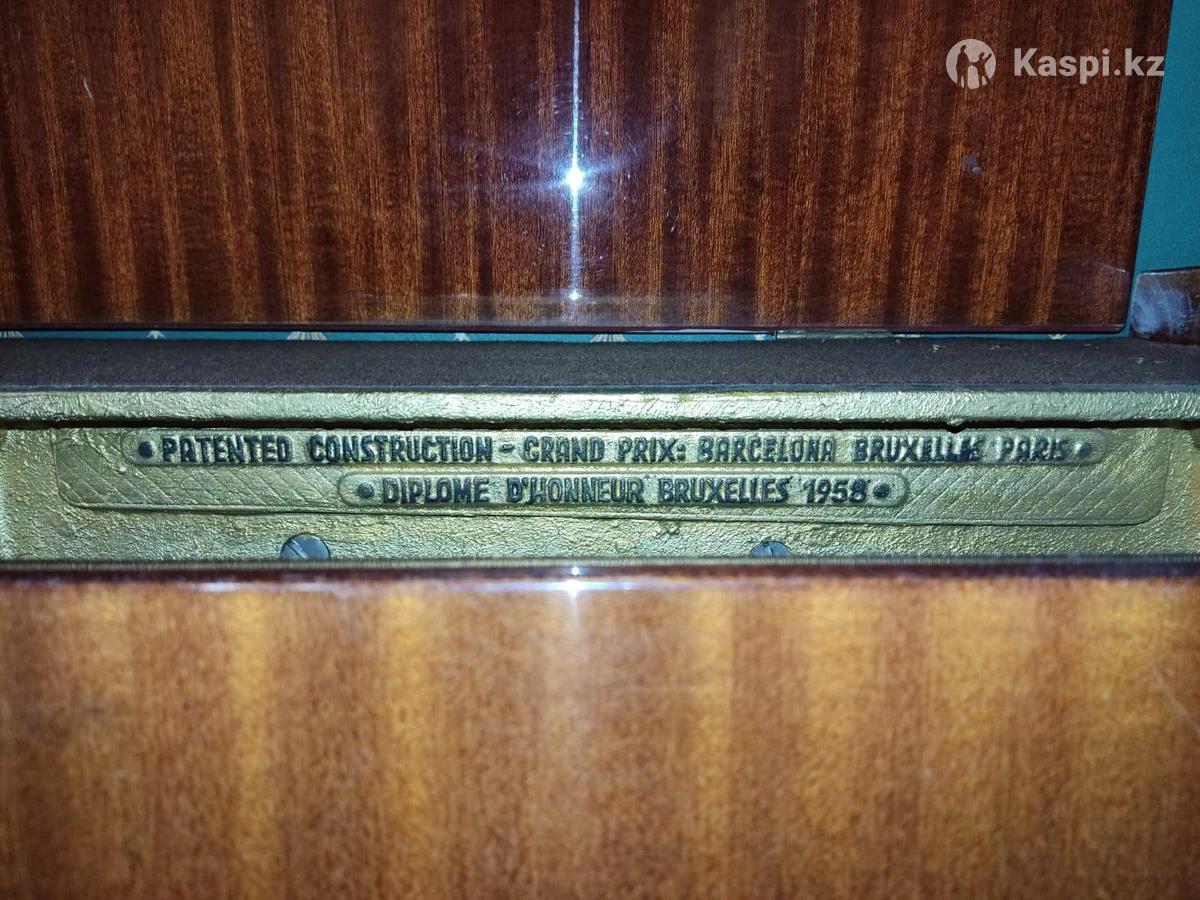 Kaspi.kz
• PATENTED CONSTRUCTION - GRAND PRIX: BARCELONA BRUXELLES PARIS •
• DIPLOME D'HONNEUR BRUXELLES 1958 •